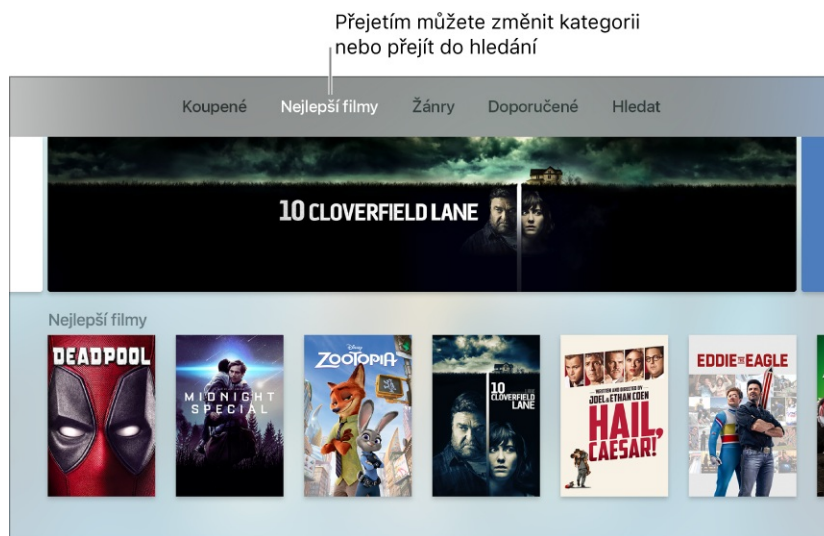 Přejetím můžete změnit kategorii
nebo přejít do hledání
Koupené Nejlepší filmy Žánry Doporučené Hledat
10 CLOVERFIELD LANE
Nejlepší filmy
DEADPOOL
MIDNIGHT
SPECIAL
Disney
ZOOTOPIA
10
CLOVERFIELD
LANE
WRITTEN AND DIRECTED BY
JOEL & ETHAN COEN
HAIL,
CAESAR!
EDDIE THE EAGLE